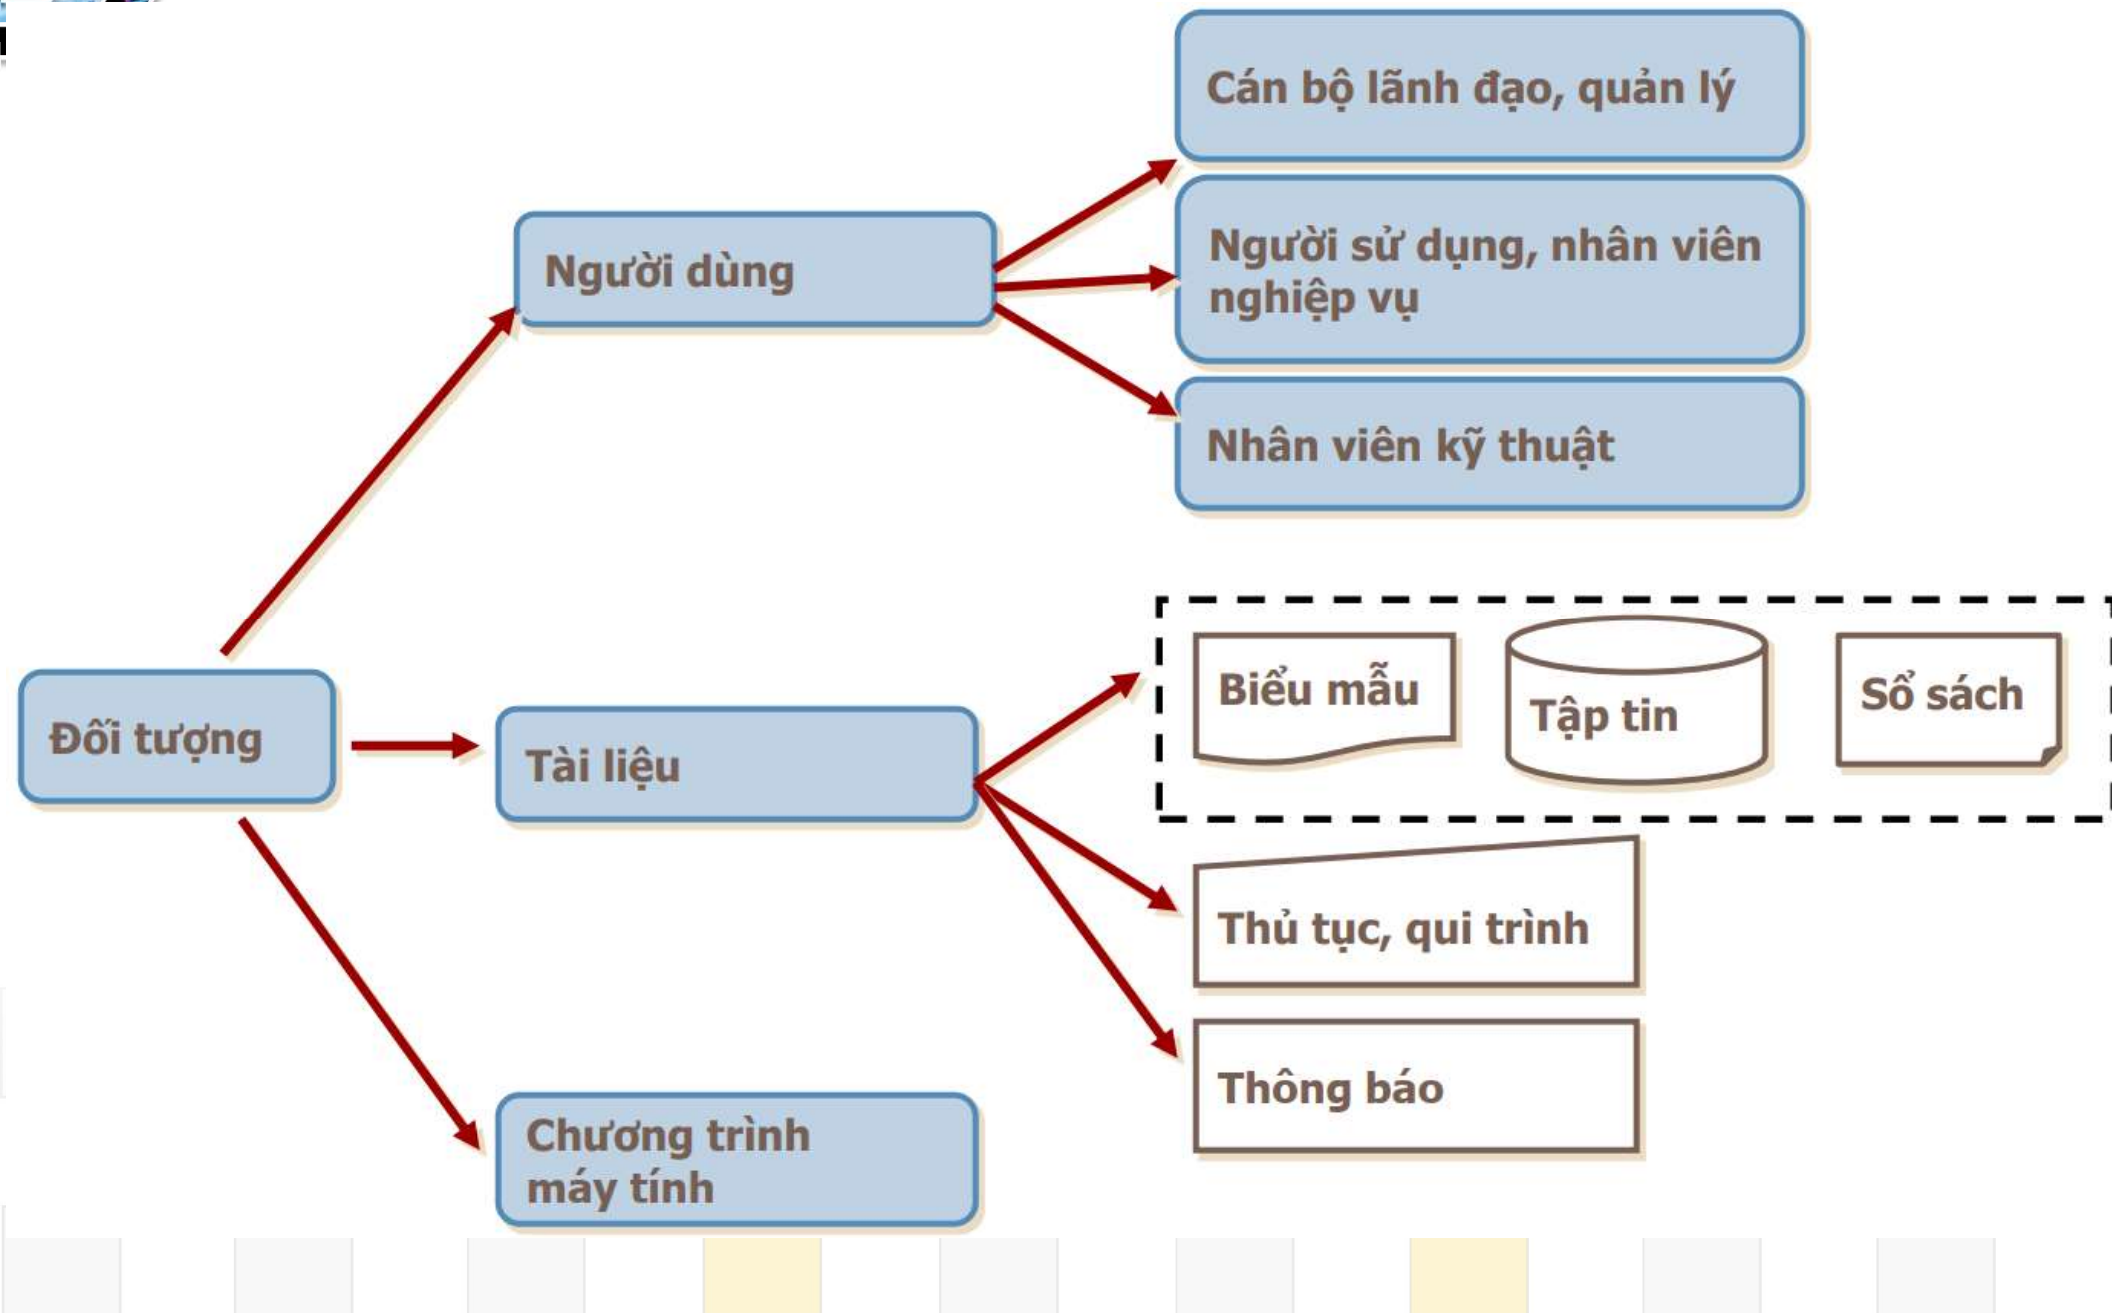 Cán bộ lãnh đạo, quản lý
Người dùng
Người sử dụng, nhân viên
nghiệp vụ
Nhân viên kỹ thuật
Đối tượng
Tài liệu
Biểu mẫu
Tập tin
Sổ sách
Thủ tục, qui trình
Thông báo
Chương trình
máy tính